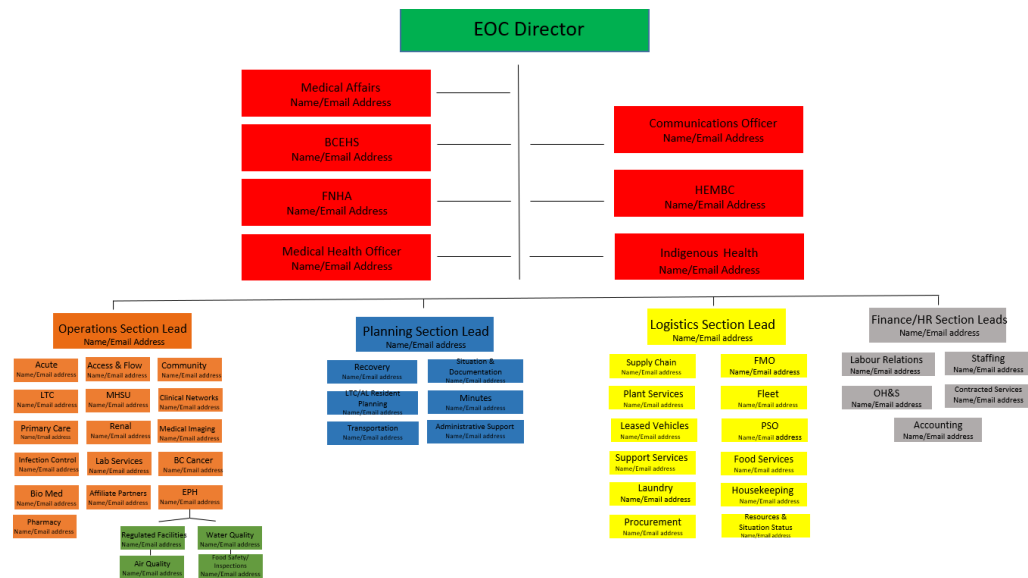 EOC Director
Medical Affairs
Name/Email Address
BCEHS
Name/Email Address
FNHA
Name/Email Address
Medical Health Officer
Name/Email Address
Communications Officer
Name/Email Address
HEMBC
Name/Email Address
Indigenous Health
Name/Email Address
Operations Section Lead
Name/Email Address
Acute
Name/Email address
Access & Flow
Name/Email address
Community
Name/Email address
LTC
Name/Email address
MHSU
Name/Email address
Clinical Networks
Name/Email address
Primary Care
Name/Email address
Renal
Name/Email address
Medical Imaging
Name/Email address
Infection Control
Name/Email address
Lab Services
Name/Email address
BC Cancer
Name/Email address
Bio Med
Name/Email address
Affiliate Partners
Name/Email address
EPH
Name/Email address
Pharmacy
Name/Email address
Regulated Facilities
Name/Email address
Water Quality
Name/Email address
Air Quality
Name/Email address
Food Safety/
Inspections
Name/Email address
Planning Section Lead
Name/Email address
Recovery
Name/Email address
Situation &
Documentation
Name/Email address
LTC/AL Resident
Planning
Name/Email address
Minutes
Name/Email address
Transportation
Name/Email address
Administrative Support
Name/Email address
Logistics Section Lead
Name/Email address
Supply Chain
Name/Email address
FMO
Name/Email address
Plant Services
Name/Email address
Fleet
Name/Email address
Leased Vehicles
Name/Email address
PSO
Name/Email address
Support Services
Name/Email address
Food Services
Name/Email address
Laundry
Name/Email address
Housekeeping
Name/Email address
Procurement
Name/Email address
Resources &
Situation Status
Name/Email address
Finance/HR Section Leads
Name/Email address
Labour Relations
Name/Email address
Staffing
Name/Email address
OH&S
Name/Email address
Contracted Services
Name/Email address
Accounting
Name/Email address